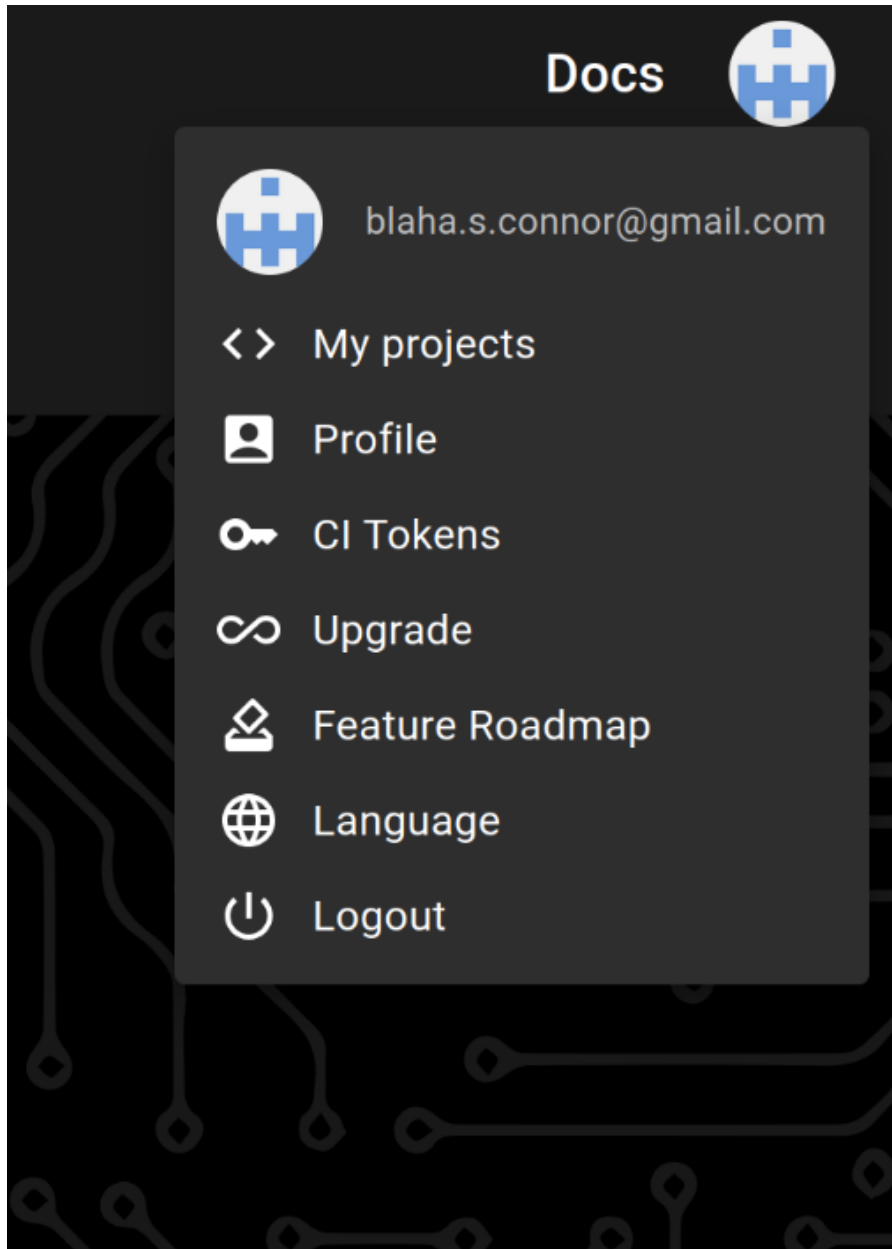 Docs
blaha.s.connor@gmail.com
My projects
Profile
CI Tokens
Upgrade
Feature Roadmap
Language
Logout